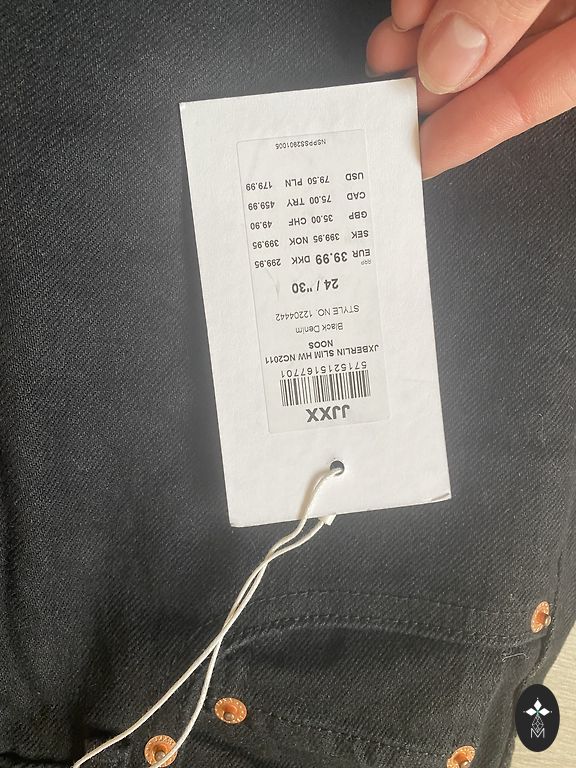 JJXX
5715215167701
JXBERLIN SLIM HW NC2011
NOOS
Black Denim
STYLE NO. 12204442
24 / "30
RRP
EUR 39.99 DKK 299.95
SEK 399.95 NOK 399.95
GBP 35.00 CHF 49.90
CAD 75.00 TRY 459.99
USD 79.50 PLN 179.99
NSPPSS2901005
M